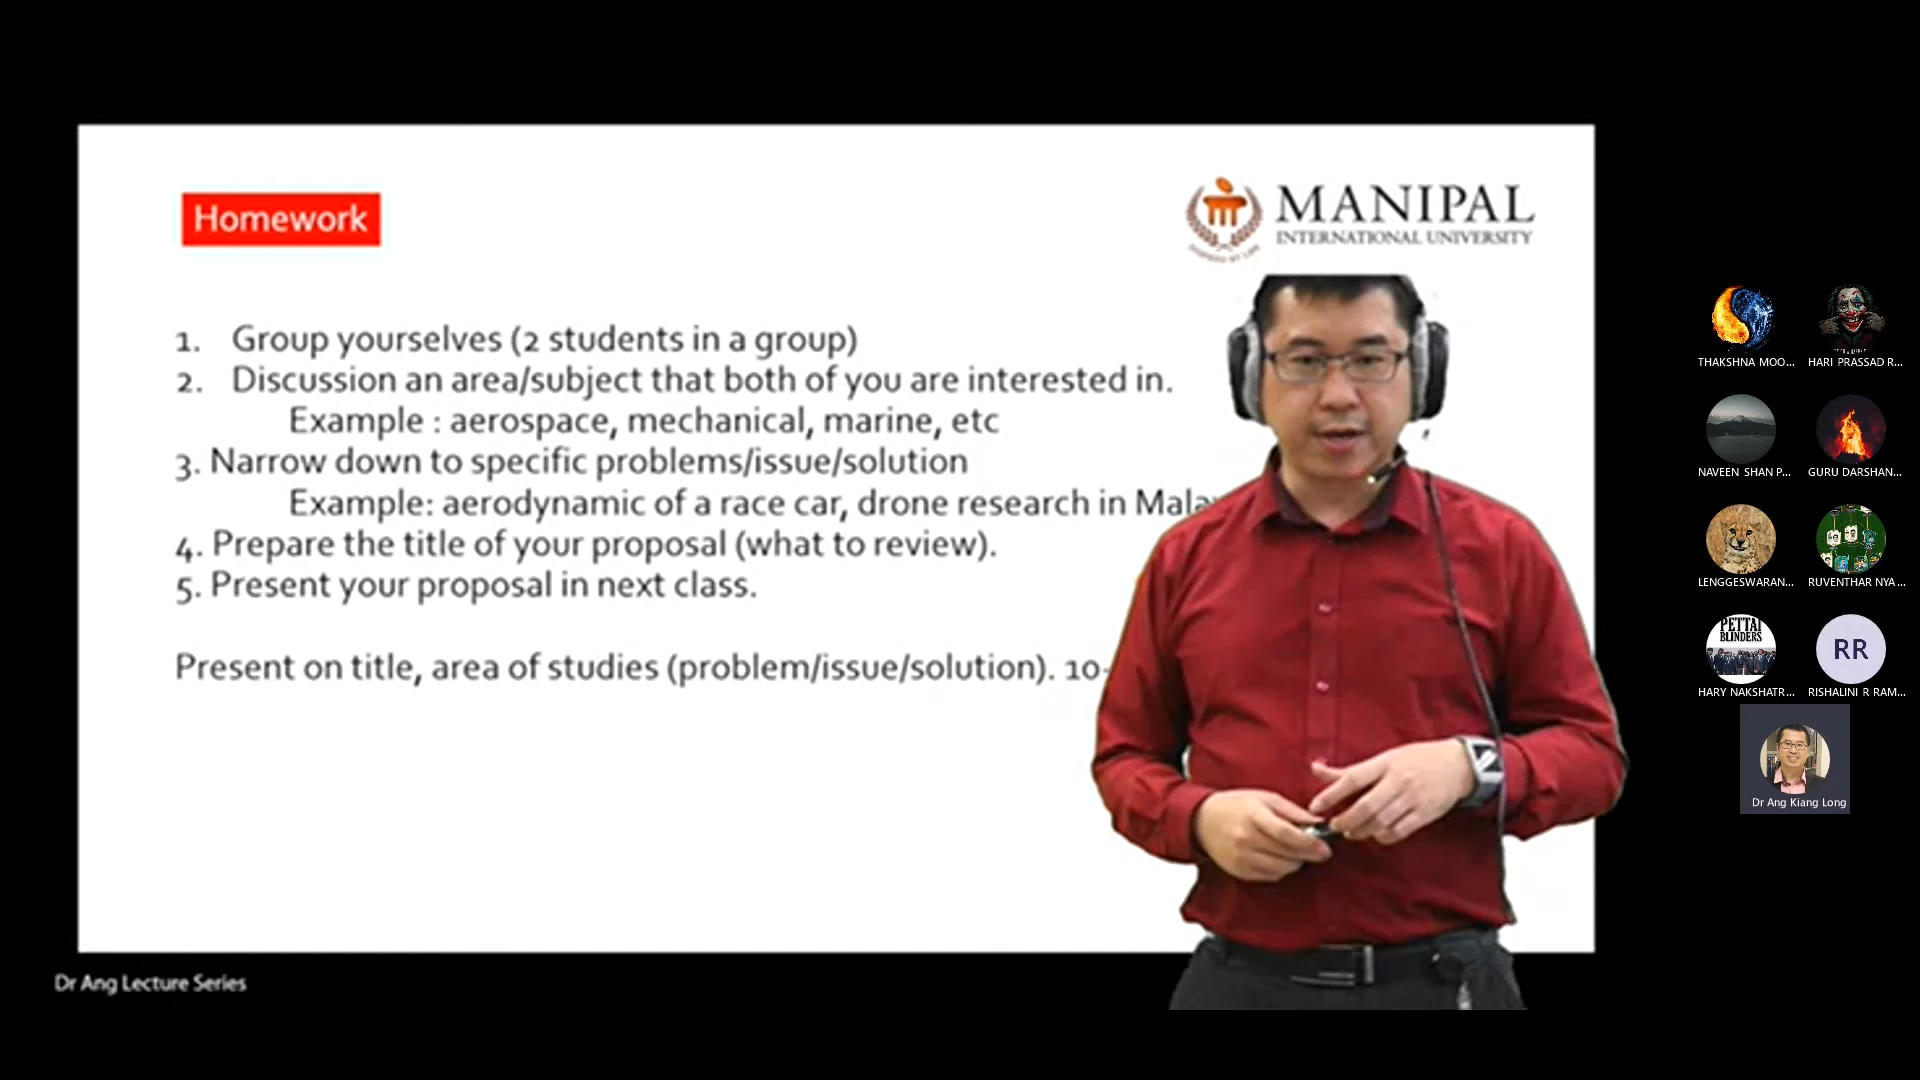 Homework
MANIPAL
INTERNATIONAL UNIVERSITY
1. Group yourselves (2 students in a group)
2. Discussion an area/subject that both of you are interested in.
Example : aerospace, mechanical, marine, etc
3. Narrow down to specific problems/issue/solution
Example: aerodynamic of a race car, drone research in
4. Prepare the title of your proposal (what to review).
5. Present your proposal in next class.
Present on title, area of studies (problem/issue/solution). 10-
Dr Ang Lecture Series
THAKSHNA MOO...
HARI PRASSAD R...
NAVEEN SHAN P...
GURU DARSHAN...
LENGGESWARAN...
RUVENTHAR NYA...
PETTAI
BLINDERS
RR
HARY NAKSHATR...
RISHALINI R RAM...
Dr Ang Kiang Long